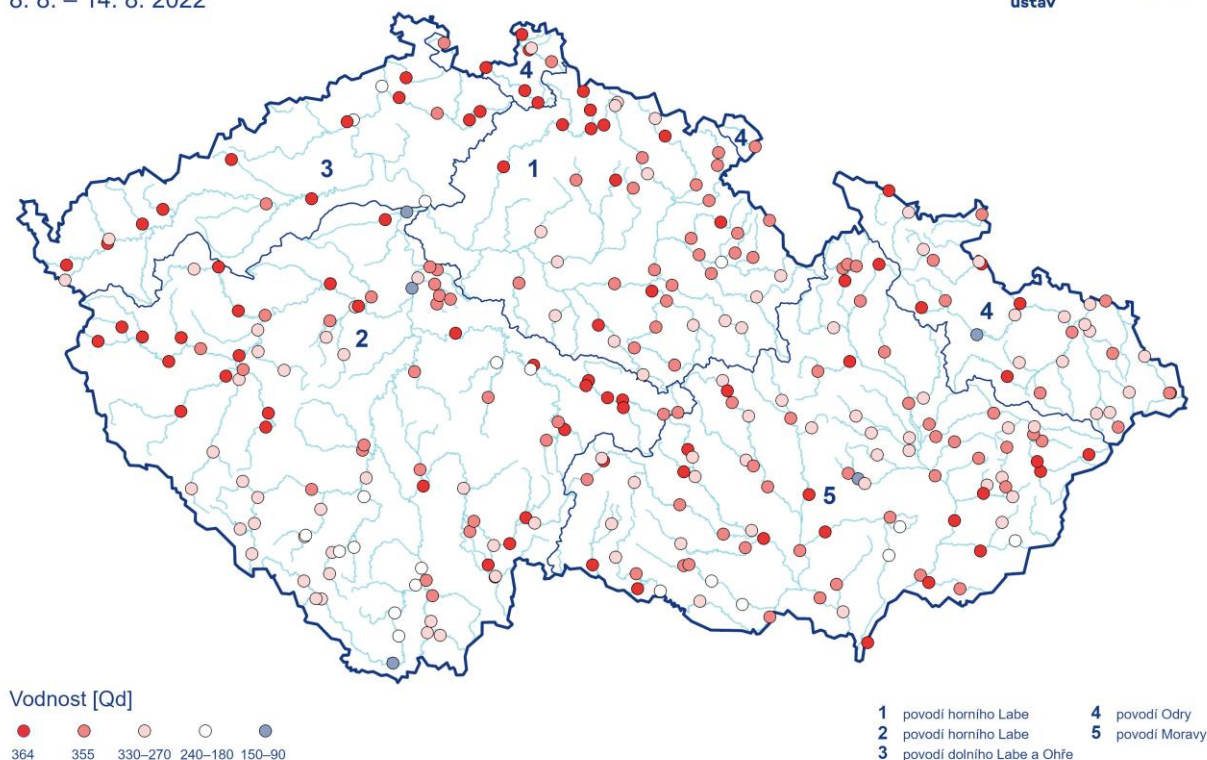 8. 8. – 14. 8. 2022
ústav
4
4
3
1
2
4
5
Vodnost [Qd]
364 355 330–270 240–180 150–90
1 povodí horního Labe
2 povodí horního Labe
3 povodí dolního Labe a Ohře
4 povodí Odry
5 povodí Moravy